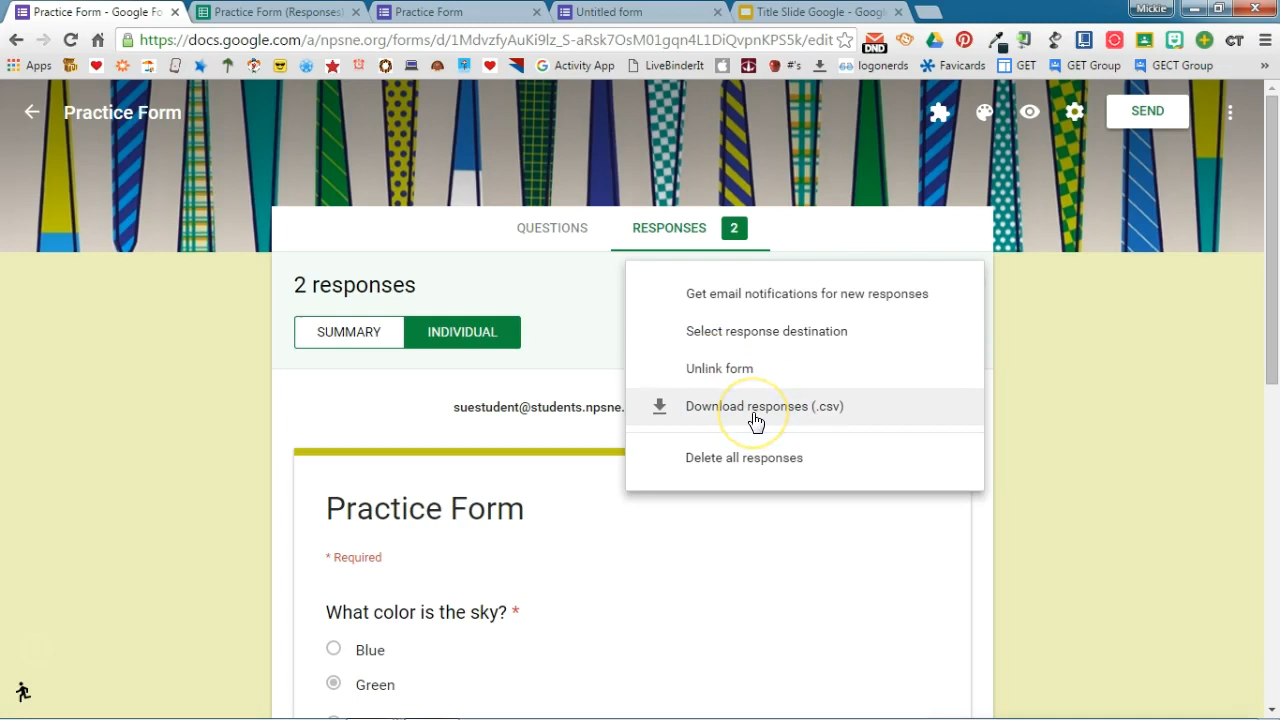 Practice Form - Google Fo
Practice Form (Responses)
Practice Form
Untitled form
Title Slide Google - Googl
Mickie
https://docs.google.com/a/npsne.org/forms/d/1MdvzfyAuKi9lz_S-aRsk7OsM01gqn4L1DiQvpnKPS5k/edit
DND
CT
Apps
Activity App
LiveBinderIt
#'s
logonerds
Favicards
GET
GET Group
GECT Group
»
Practice Form
SEND
QUESTIONS
RESPONSES
2
2 responses
SUMMARY
INDIVIDUAL
Get email notifications for new responses
Select response destination
Unlink form
Download responses (.csv)
Delete all responses
suestudent@students.npsne.
Practice Form
* Required
What color is the sky? *
Blue
Green